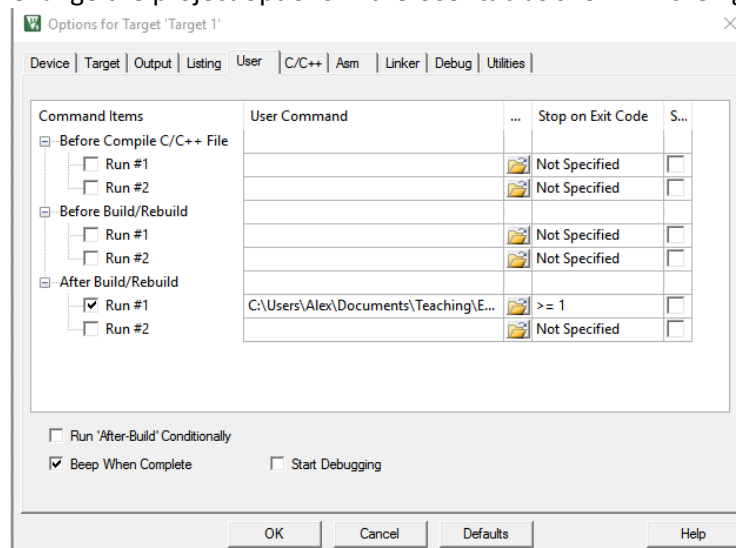 Options for Target 'Target 1'
Device Target Output Listing User C/C++ Asm Linker Debug Utilities
Command Items User Command ... Stop on Exit Code S...
Before Compile C/C++ File
Run #1 Not Specified
Run #2 Not Specified
Before Build/Rebuild
Run #1 Not Specified
Run #2 Not Specified
After Build/Rebuild
Run #1 C:\Users\Alex\Documents\Teaching\E... >= 1
Run #2 Not Specified
Run 'After-Build' Conditionally
Beep When Complete Start Debugging
OK Cancel Defaults Help